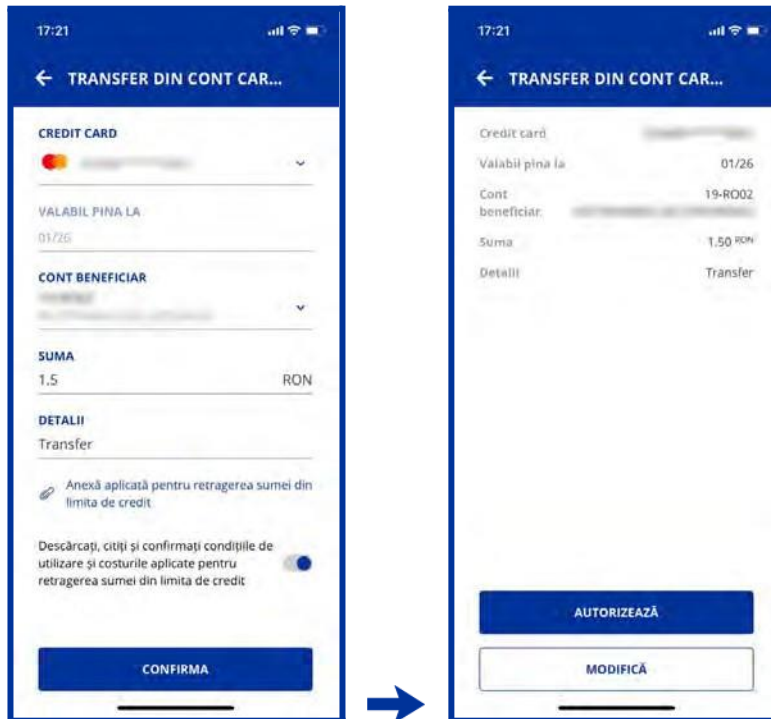 17:21
TRANSFER DIN CONT CAR...
CREDIT CARD
VALABIL PINA LA
01/26
CONT BENEFICIAR
SUMA
1.5 RON
DETALII
Transfer
Anexă aplicată pentru retragerea sumei din
limita de credit
Descărcați, citiți și confirmați condițiile de
utilizare și costurile aplicate pentru
retragerea sumei din limita de credit
CONFIRMA
17:21
TRANSFER DIN CONT CAR...
Credit card
Valabil pina la 01/26
Cont 19-RO02
beneficiar
Suma 1.50 RON
Detalii Transfer
AUTORIZEAZĂ
MODIFICĂ